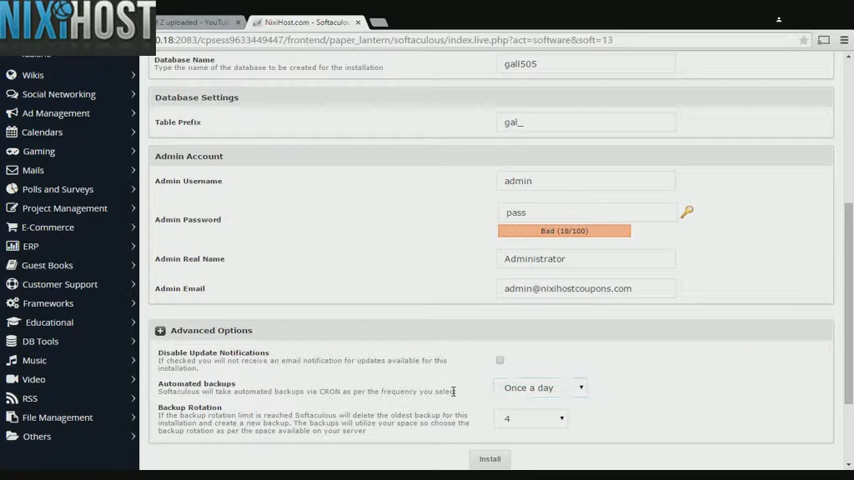 NIXIHOST
Z uploaded - YouTu
NixiHost.com - Softaculous
0.18:2083/cpsess9633449447/frontend/paper_lantern/softaculous/index.live.php?act=software&soft=13
Wikis
Social Networking
Ad Management
Calendars
Gaming
Mails
Polls and Surveys
Project Management
E-Commerce
ERP
Guest Books
Customer Support
Frameworks
Educational
DB Tools
Music
Video
RSS
File Management
Others
Database Name
Type the name of the database to be created for the installation
gall505
Database Settings
Table Prefix
gal_
Admin Account
Admin Username
admin
Admin Password
pass
Bad (18/100)
Admin Real Name
Administrator
Admin Email
admin@nixihostcoupons.com
Advanced Options
Disable Update Notifications
If checked you will not receive an email notification for updates available for this
installation.
Automated backups
Softaculous will take automated backups via CRON as per the frequency you select
Once a day
Backup Rotation
If the backup rotation limit is reached Softaculous will delete the oldest backup for this
installation and create a new backup. The backups will utilize your space so choose the
backup rotation as per the space available on your server
4
Install